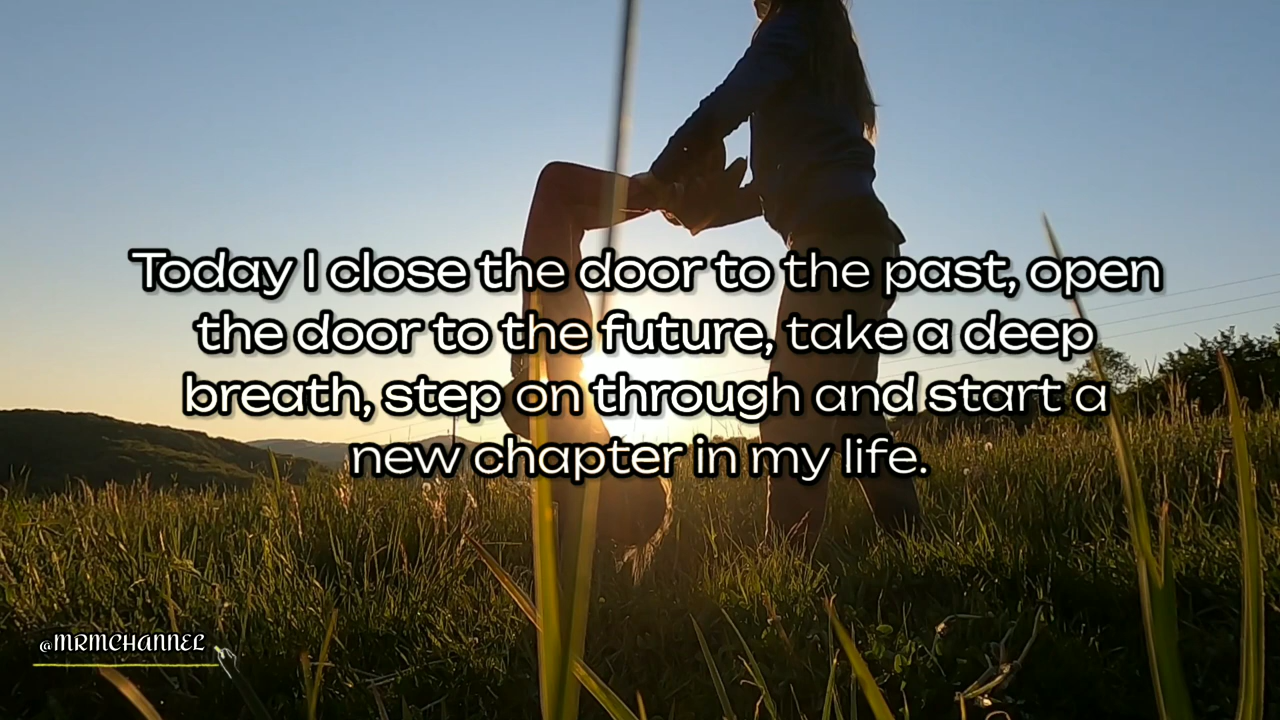 Today I close the door to the past, open
the door to the future, take a deep
breath, step on through and start a
new chapter in my life.
@MRMCHANNEL